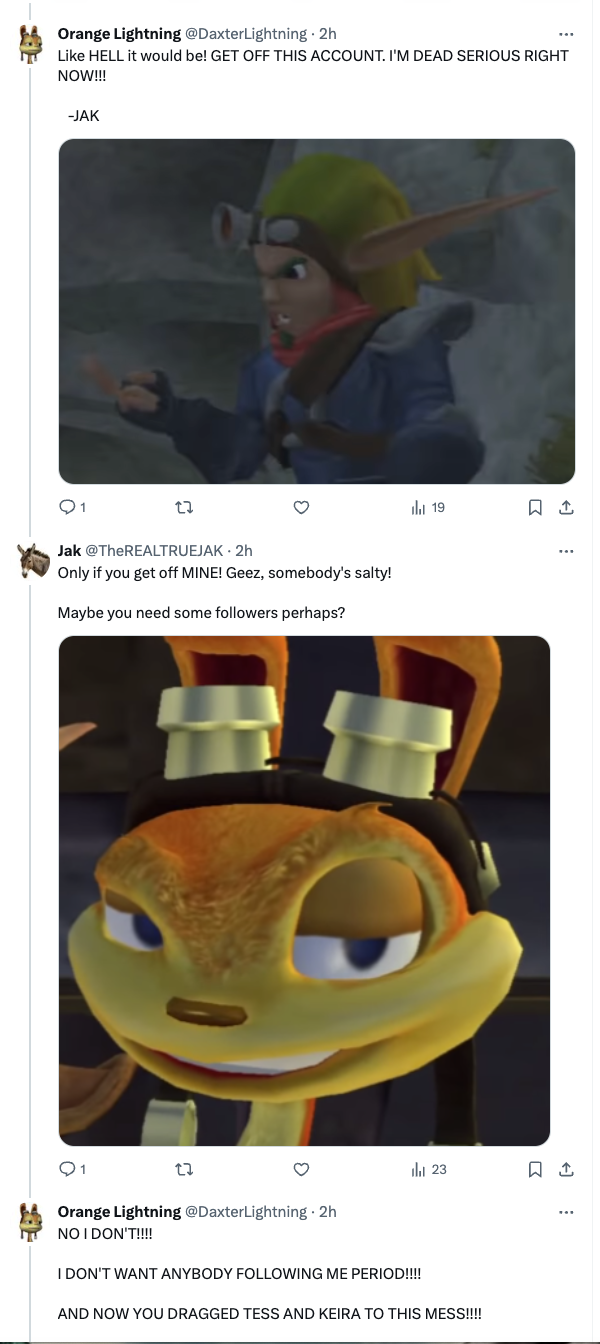 Orange Lightning @DaxterLightning · 2h
Like HELL it would be! GET OFF THIS ACCOUNT. I'M DEAD SERIOUS RIGHT
NOW!!!
-JAK
1 19
Jak @TheREALTRUEJAK · 2h
Only if you get off MINE! Geez, somebody's salty!
Maybe you need some followers perhaps?
1 23
Orange Lightning @DaxterLightning · 2h
NO I DON'T!!!!
I DON'T WANT ANYBODY FOLLOWING ME PERIOD!!!!
AND NOW YOU DRAGGED TESS AND KEIRA TO THIS MESS!!!!